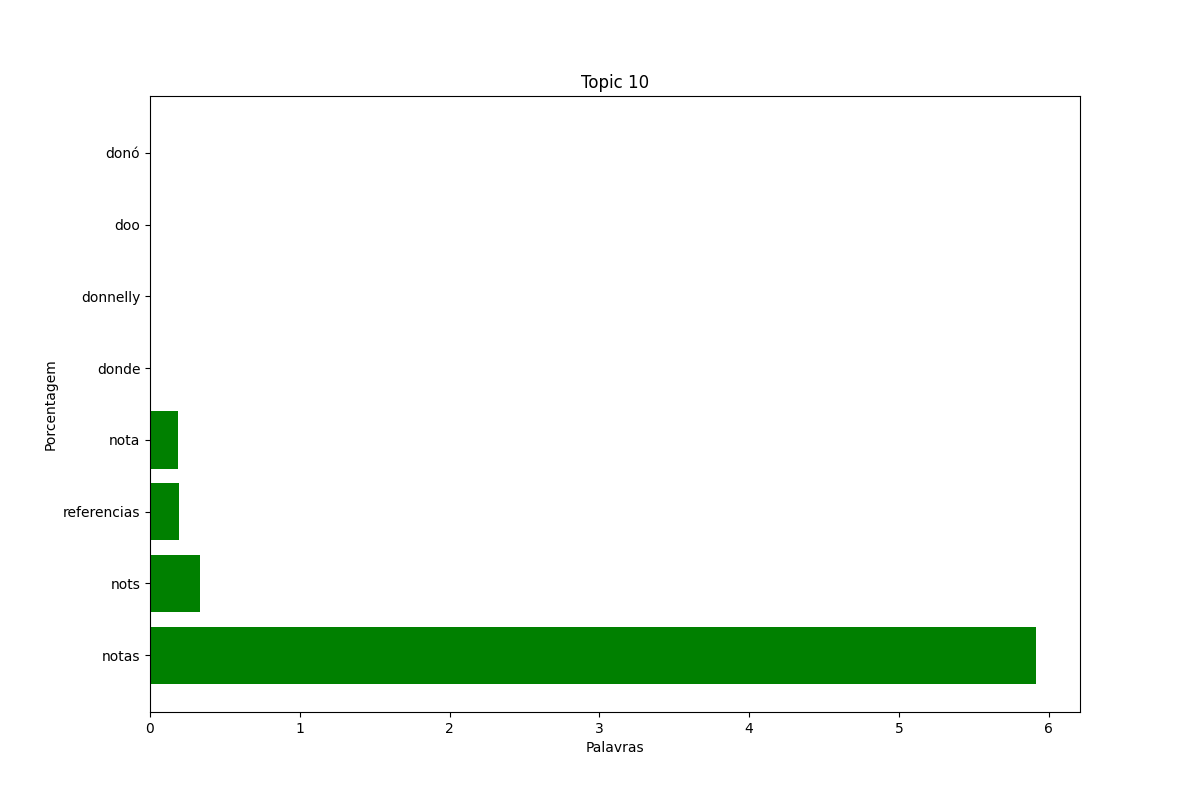 Topic 10
donó
doo
donnelly
donde
nota
referencias
nots
notas
Porcentagem
0 1 2 3 4 5 6
Palavras